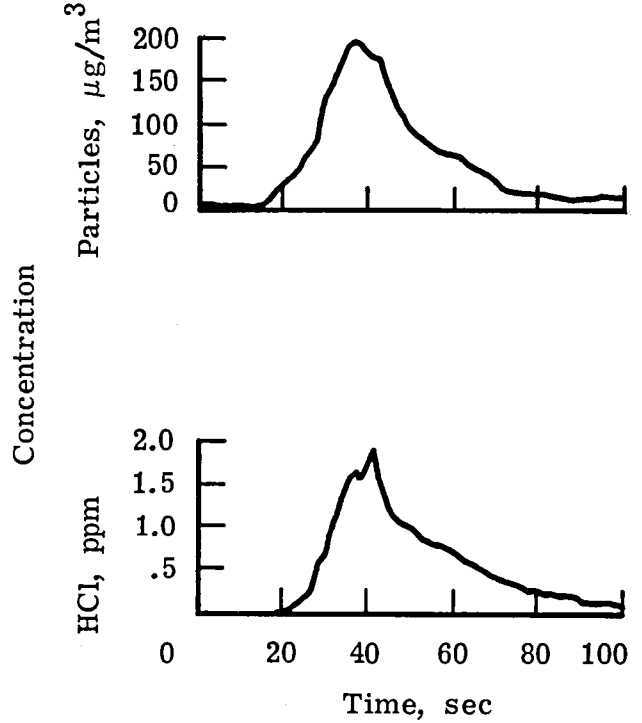 Concentration
Particles, μg/m³
200
150
100
50
0
HCl, ppm
2.0
1.5
1.0
.5
0 20 40 60 80 100
Time, sec